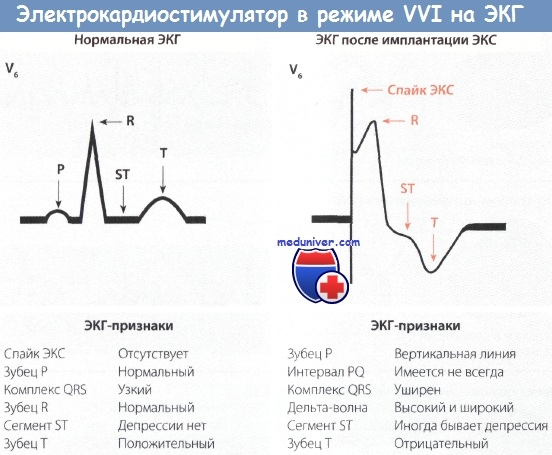 Электрокардиостимулятор в режиме VVI на ЭКГ
Нормальная ЭКГ
V6
R
P
ST
T
ЭКГ после имплантации ЭКС
V6
Спайк ЭКС
R
ST
T
meduniver.com
ЭКГ-признаки
Спайк ЭКС Отсутствует
Зубец P Нормальный
Комплекс QRS Узкий
Зубец R Нормальный
Сегмент ST Депрессии нет
Зубец T Положительный
ЭКГ-признаки
Зубец P Вертикальная линия
Интервал PQ Имеется не всегда
Комплекс QRS Уширен
Дельта-волна Высокий и широкий
Сегмент ST Иногда бывает депрессия
Зубец T Отрицательный